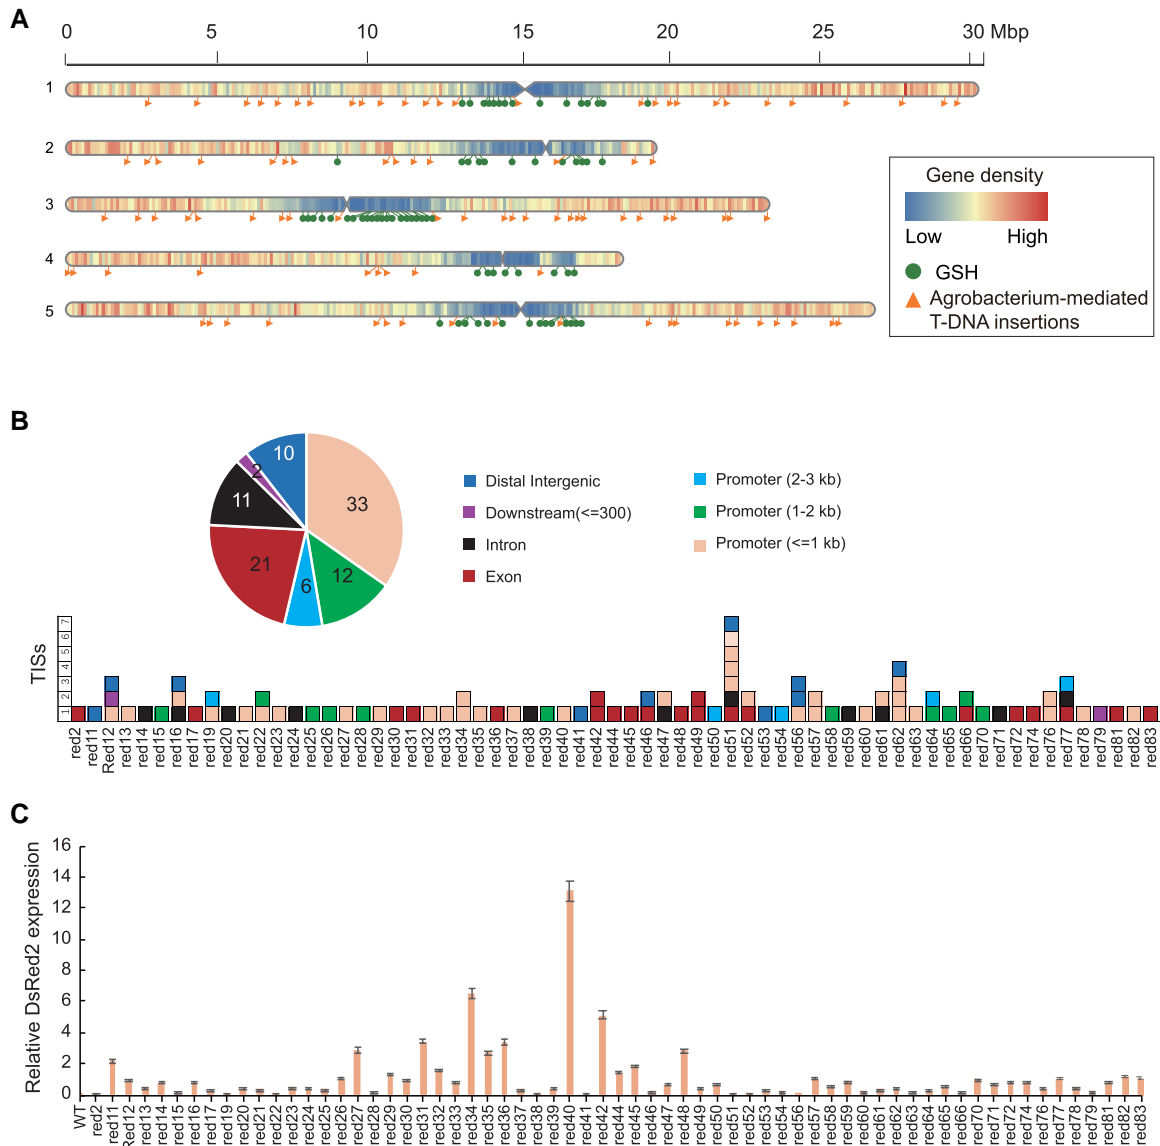 A
0 5 10 15 20 25 30 Mbp
1
2
3
4
5
Gene density
Low High
GSH
Agrobacterium-mediated
T-DNA insertions
B
10
2
11
33
21
6
12
Distal Intergenic
Downstream(<=300)
Intron
Exon
Promoter (2-3 kb)
Promoter (1-2 kb)
Promoter (<=1 kb)
TISs
7
6
5
4
3
2
1
red2 red11 Red12 red13 red14 red15 red16 red17 red19 red20 red22 red23 red24 red25 red26 red27 red28 red29 red30 red31 red32 red33 red34 red35 red36 red37 red38 red39 red40 red41 red42 red44 red45 red46 red47 red48 red49 red50 red51 red52 red53 red54 red56 red57 red58 red59 red60 red61 red62 red63 red64 red65 red66 red70 red71 red72 red74 red76 red77 red78 red79 red81 red82 red83
C
Relative DsRed2 expression
16
14
12
10
8
6
4
2
0
WT red2 red11 Red12 red13 red14 red15 red16 red17 red19 red20 red21 red22 red23 red24 red25 red26 red27 red28 red29 red30 red31 red32 red33 red34 red35 red36 red37 red38 red39 red40 red41 red42 red44 red45 red46 red47 red48 red49 red50 red51 red52 red53 red54 red56 red57 red58 red59 red60 red61 red62 red63 red64 red65 red66 red70 red71 red72 red74 red76 red77 red78 red79 red81 red82 red83